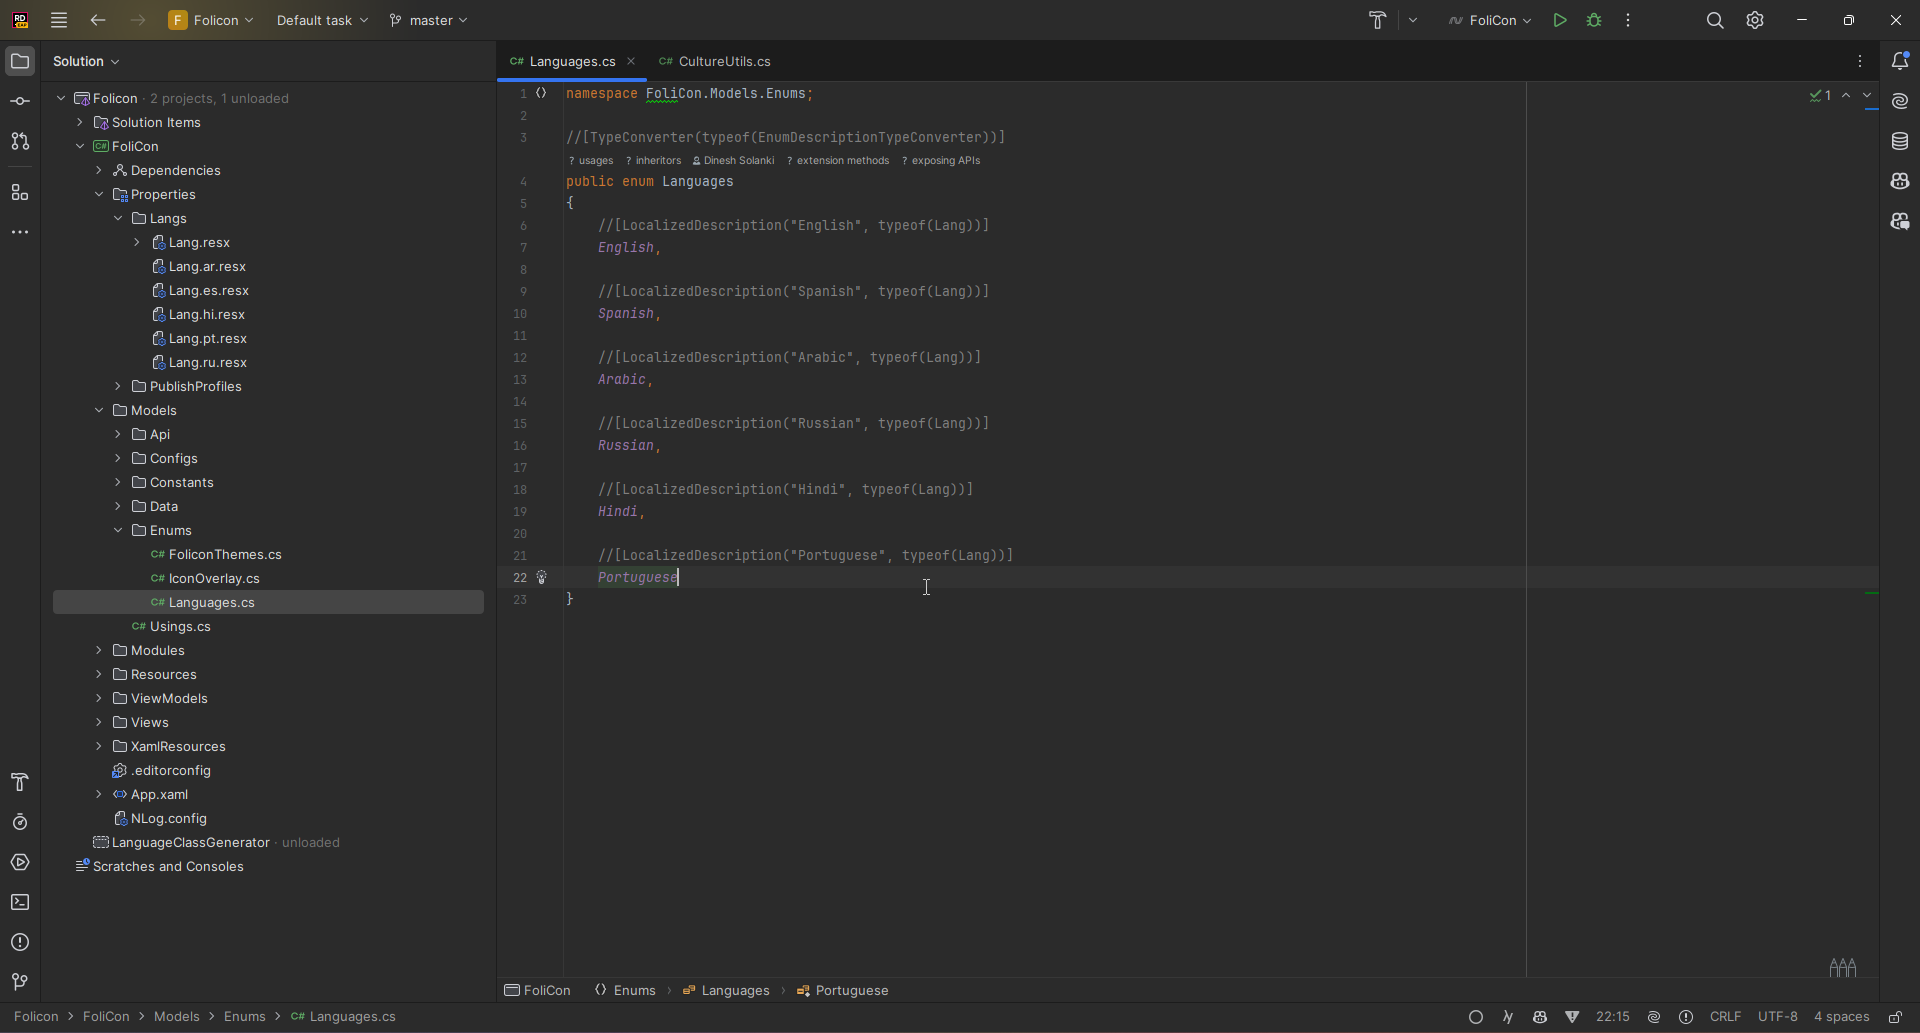 RD
EAP
F Folicon
Default task
master
FoliCon
Solution
Folicon · 2 projects, 1 unloaded
Solution Items
C# FoliCon
Dependencies
Properties
Langs
Lang.resx
Lang.ar.resx
Lang.es.resx
Lang.hi.resx
Lang.pt.resx
Lang.ru.resx
PublishProfiles
Models
Api
Configs
Constants
Data
Enums
C# FoliconThemes.cs
C# IconOverlay.cs
C# Languages.cs
C# Usings.cs
Modules
Resources
ViewModels
Views
XamlResources
.editorconfig
App.xaml
NLog.config
LanguageClassGenerator · unloaded
Scratches and Consoles
C# Languages.cs
C# CultureUtils.cs
1 namespace FoliCon.Models.Enums;
2
3 //[TypeConverter(typeof(EnumDescriptionTypeConverter))]
? usages ? inheritors Dinesh Solanki ? extension methods ? exposing APIs
4 public enum Languages
5 {
6 //[LocalizedDescription("English", typeof(Lang))]
7 English,
8
9 //[LocalizedDescription("Spanish", typeof(Lang))]
10 Spanish,
11
12 //[LocalizedDescription("Arabic", typeof(Lang))]
13 Arabic,
14
15 //[LocalizedDescription("Russian", typeof(Lang))]
16 Russian,
17
18 //[LocalizedDescription("Hindi", typeof(Lang))]
19 Hindi,
20
21 //[LocalizedDescription("Portuguese", typeof(Lang))]
22 Portuguese
23 }
1
FoliCon Enums > Languages > Portuguese
Folicon > FoliCon > Models > Enums > C# Languages.cs
22:15 CRLF UTF-8 4 spaces